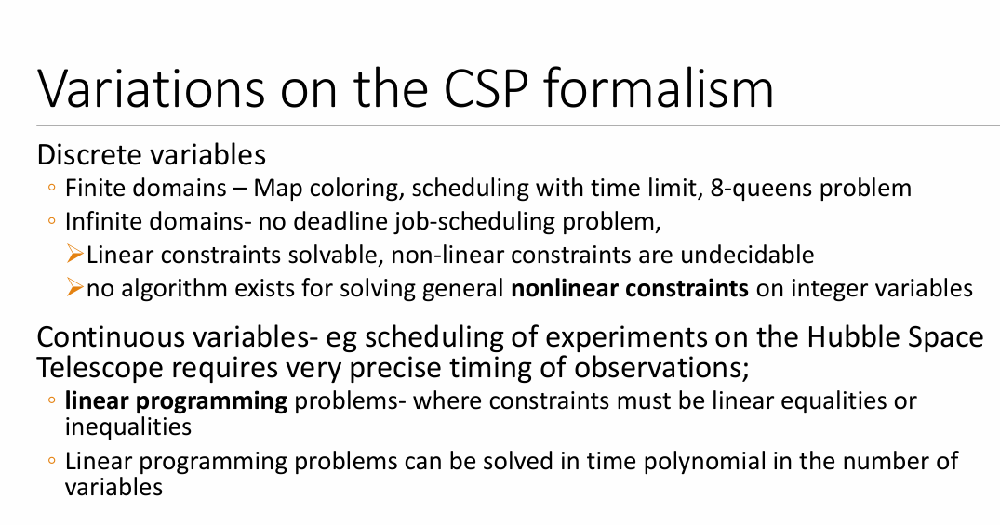 Variations on the CSP formalism
Discrete variables
◦ Finite domains – Map coloring, scheduling with time limit, 8-queens problem
◦ Infinite domains- no deadline job-scheduling problem,
➢Linear constraints solvable, non-linear constraints are undecidable
➢no algorithm exists for solving general nonlinear constraints on integer variables
Continuous variables- eg scheduling of experiments on the Hubble Space
Telescope requires very precise timing of observations;
◦ linear programming problems- where constraints must be linear equalities or
inequalities
◦ Linear programming problems can be solved in time polynomial in the number of
variables